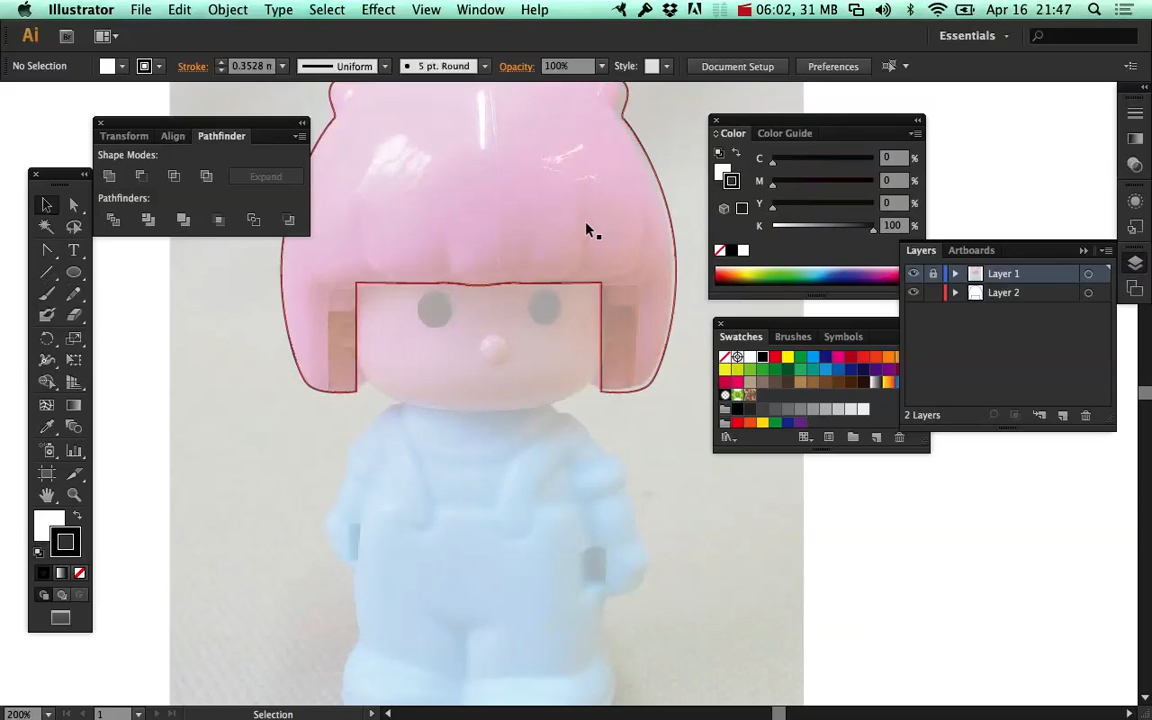 Illustrator File Edit Object Type Select Effect View Window Help 06:02, 31 MB Apr 16 21:47
Ai Br Essentials
No Selection Stroke: 0.3528 n Uniform 5 pt. Round Opacity: 100% Style: Document Setup Preferences
Transform Align Pathfinder
Shape Modes:
Expand
Pathfinders:
Color Color Guide
C 0 %
M 0 %
Y 0 %
K 100 %
Layers Artboards
Layer 1
Layer 2
2 Layers
Swatches Brushes Symbols
200% 1 Selection